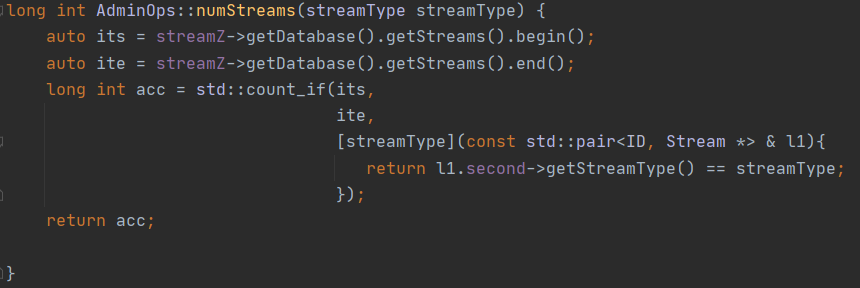 long int AdminOps::numStreams(streamType streamType) {
    auto its = streamZ->getDatabase().getStreams().begin();
    auto ite = streamZ->getDatabase().getStreams().end();
    long int acc = std::count_if(its,
                                 ite,
                                 [streamType](const std::pair<ID, Stream *> & l1){
                                    return l1.second->getStreamType() == streamType;
                                 });
    return acc;
}